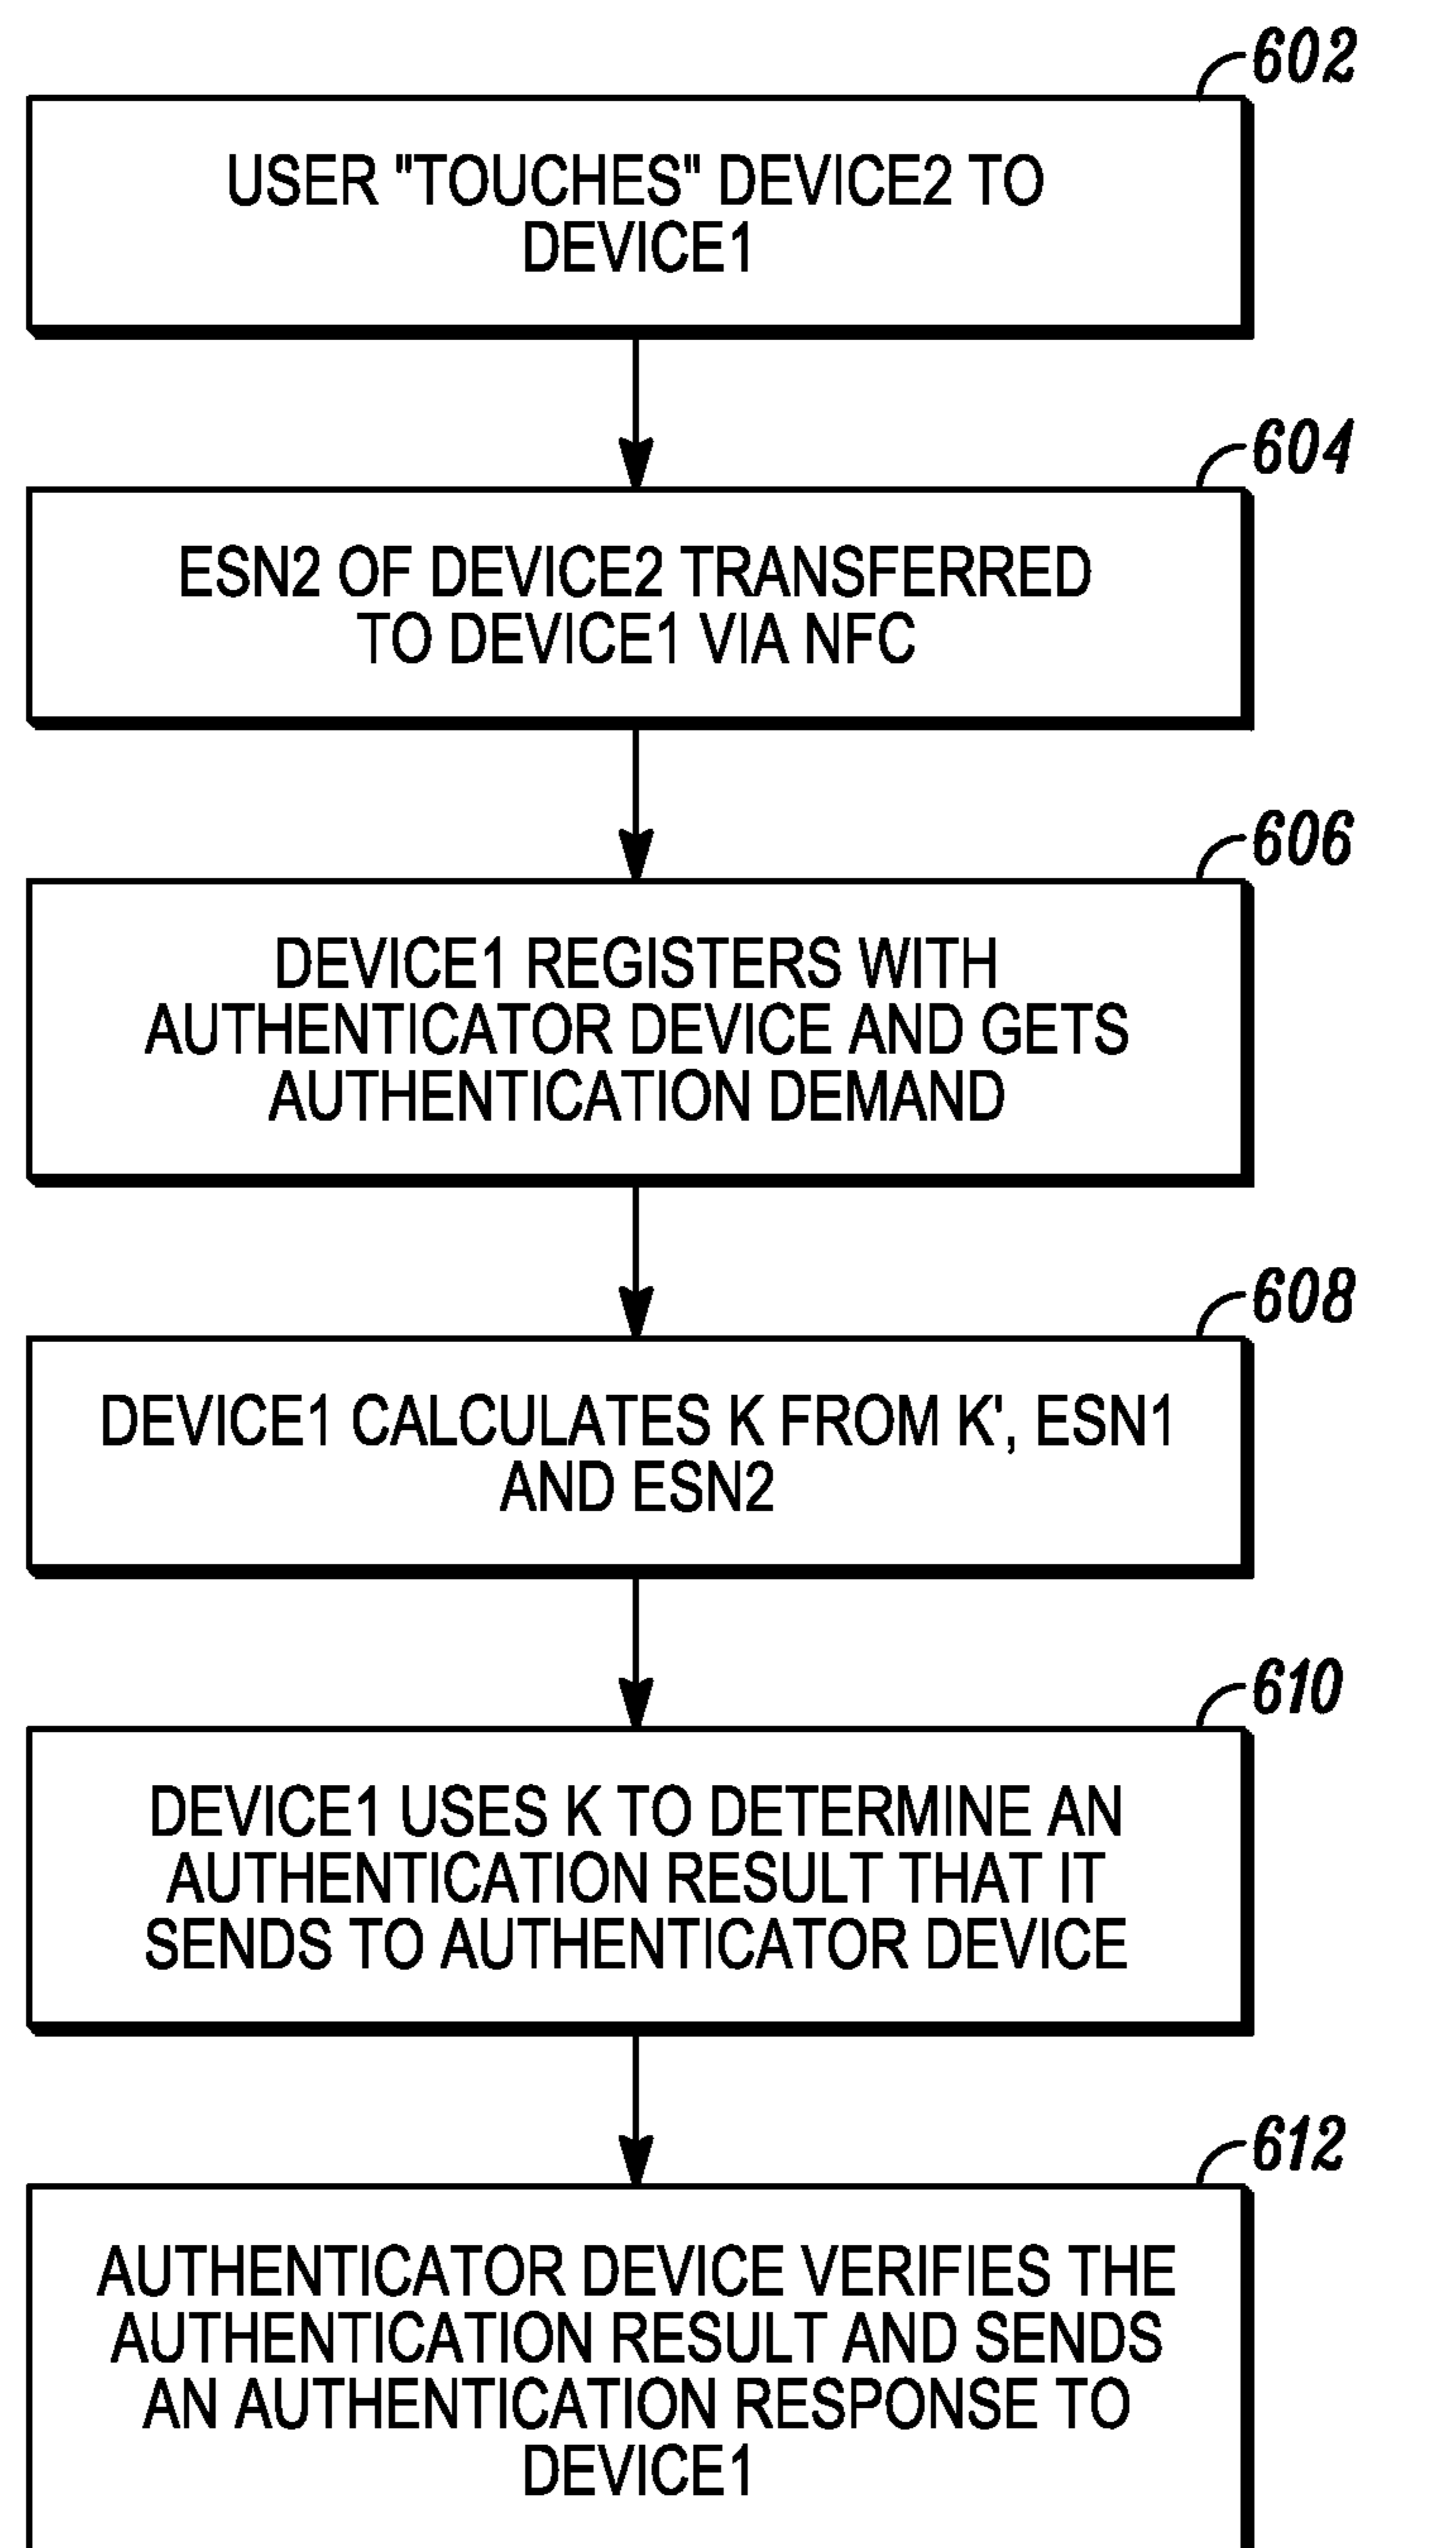 602
USER "TOUCHES" DEVICE2 TO
DEVICE1
604
ESN2 OF DEVICE2 TRANSFERRED
TO DEVICE1 VIA NFC
606
DEVICE1 REGISTERS WITH
AUTHENTICATOR DEVICE AND GETS
AUTHENTICATION DEMAND
608
DEVICE1 CALCULATES K FROM K', ESN1
AND ESN2
610
DEVICE1 USES K TO DETERMINE AN
AUTHENTICATION RESULT THAT IT
SENDS TO AUTHENTICATOR DEVICE
612
AUTHENTICATOR DEVICE VERIFIES THE
AUTHENTICATION RESULT AND SENDS
AN AUTHENTICATION RESPONSE TO
DEVICE1